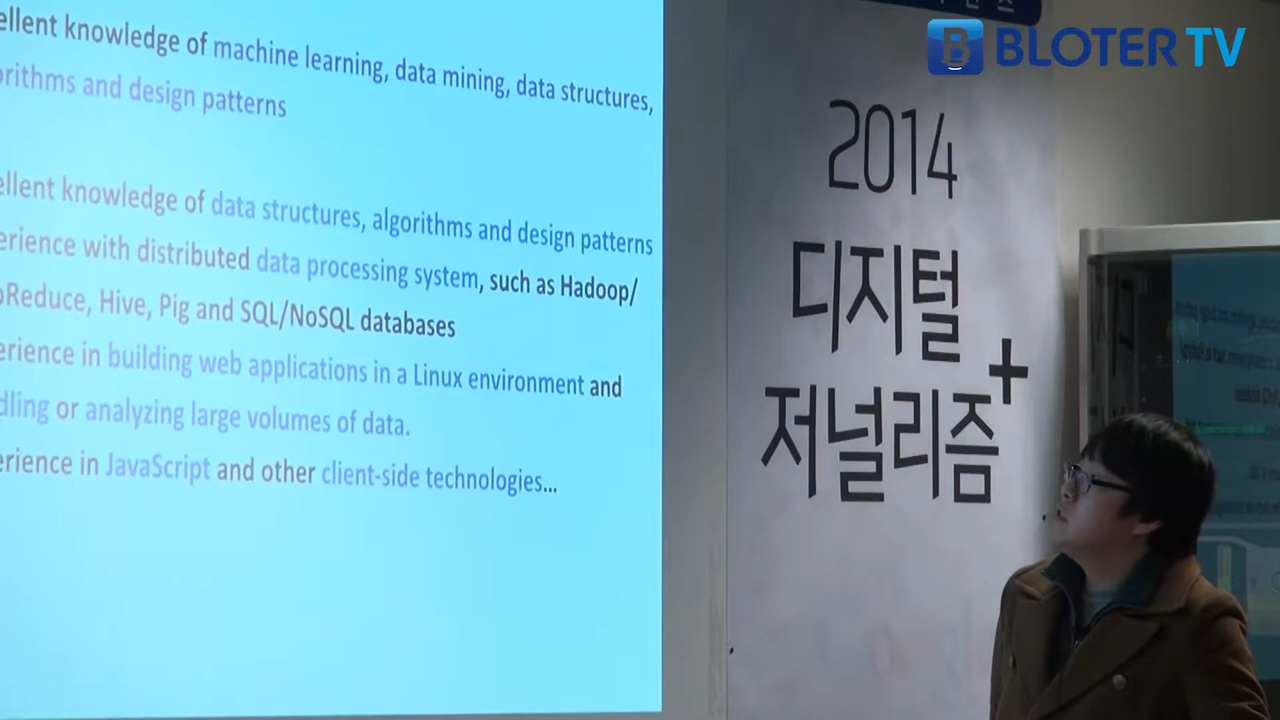 ellent knowledge of machine learning, data mining, data structures,
orithms and design patterns
ellent knowledge of data structures, algorithms and design patterns
erience with distributed data processing system, such as Hadoop/
pReduce, Hive, Pig and SQL/NoSQL databases
erience in building web applications in a Linux environment and
dling or analyzing large volumes of data.
erience in JavaScript and other client-side technologies...
B BLOTER TV
2014
디지털
저널리즘+